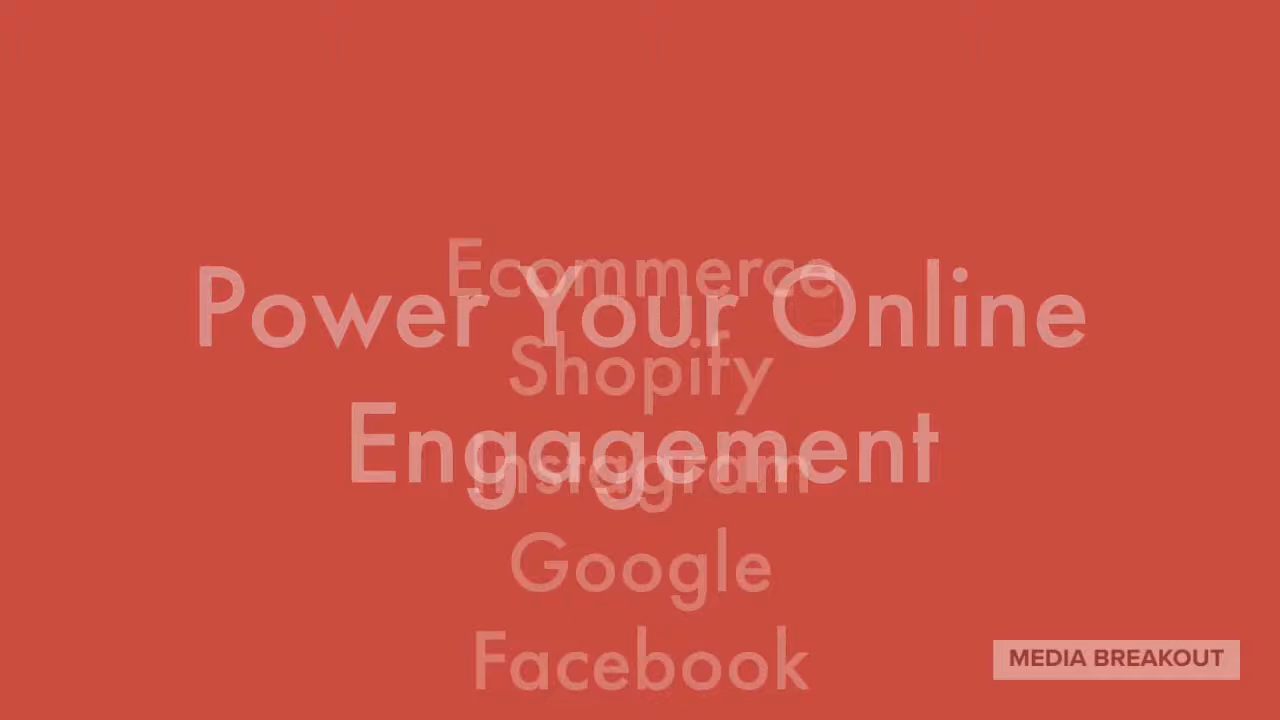 Ecommerce
Power Your Online
Shopify
Engagement
Instagram
Google
Facebook
MEDIA BREAKOUT